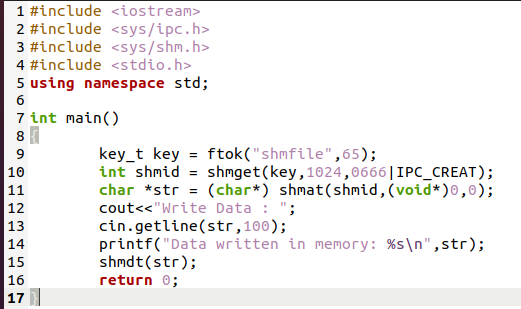 1 #include <iostream>
2 #include <sys/ipc.h>
3 #include <sys/shm.h>
4 #include <stdio.h>
5 using namespace std;
6
7 int main()
8 {
9         key_t key = ftok("shmfile",65);
10         int shmid = shmget(key,1024,0666|IPC_CREAT);
11         char *str = (char*) shmat(shmid,(void*)0,0);
12         cout<<"Write Data : ";
13         cin.getline(str,100);
14         printf("Data written in memory: %s\n",str);
15         shmdt(str);
16         return 0;
17 }